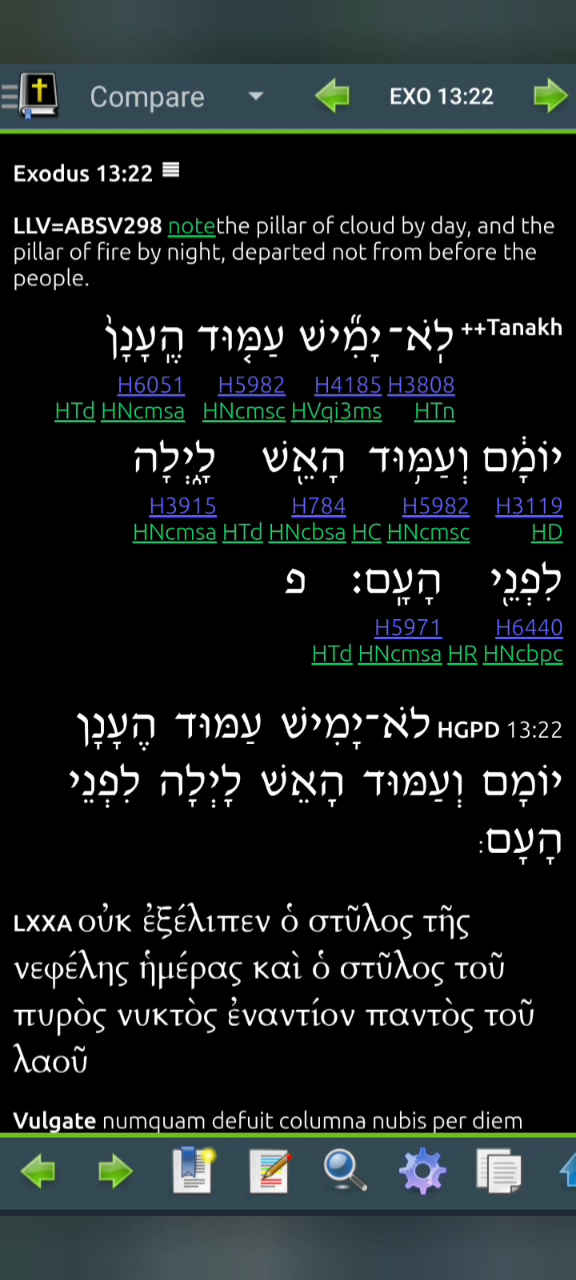 Compare
EXO 13:22
Exodus 13:22
LLV=ABSV298 notethe pillar of cloud by day, and the
pillar of fire by night, departed not from before the
people.
++Tanakh לֹֽא־יָמִ֞ישׁ עַמּ֤וּד הֶֽעָנָן֙
H6051 H5982 H4185 H3808
HTd HNcmsa HNcmsc HVqi3ms HTn
יוֹמָ֔ם וְעַמּ֥וּד הָאֵ֖שׁ לָ֑יְלָה
H3915 H784 H5982 H3119
HNcmsa HTd HNcbsa HC HNcmsc HD
לִפְנֵ֖י הָעָֽם׃ פ
H5971 H6440
HTd HNcmsa HR HNcbpc
HGPD 13:22 לֹא־יָמִישׁ עַמּוּד הֶעָנָן
יוֹמָם וְעַמּוּד הָאֵשׁ לָיְלָה לִפְנֵי
הָעָם׃
LXXA οὐκ ἐξέλιπεν ὁ στῦλος τῆς
νεφέλης ἡμέρας καὶ ὁ στῦλος τοῦ
πυρὸς νυκτὸς ἐναντίον παντὸς τοῦ
λαοῦ
Vulgate numquam defuit columna nubis per diem